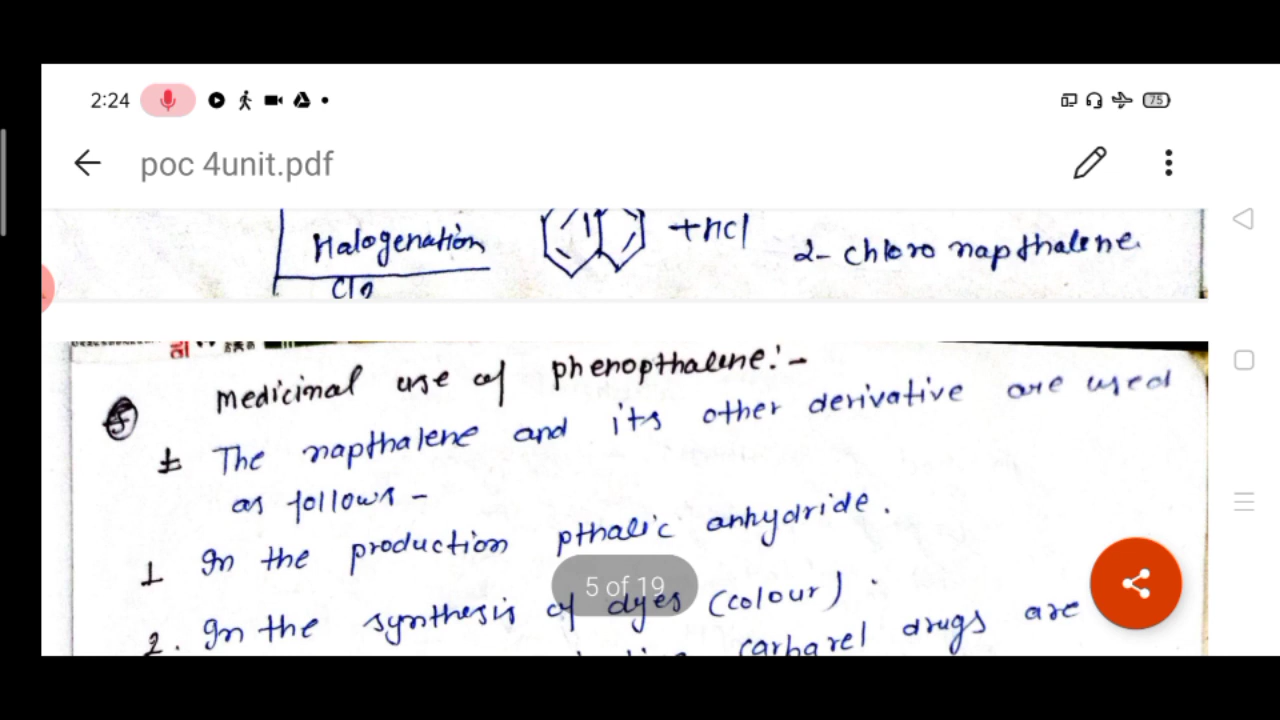 2:24
75
poc 4unit.pdf
Halogenation
+HCl
2- chloro napthalene.
Cl2
medicinal use of phenopthalene:-
The napthalene and its other derivative are used
as follows -
1 In the production pthalic anhydride.
5 of 19
2. In the synthesis of dyes (colour).
carbarel drugs are